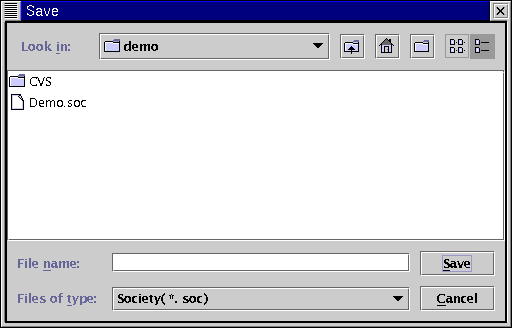 Save
Look in: demo
CVS
Demo.soc
File name: Save
Files of type: Society( *. soc) Cancel